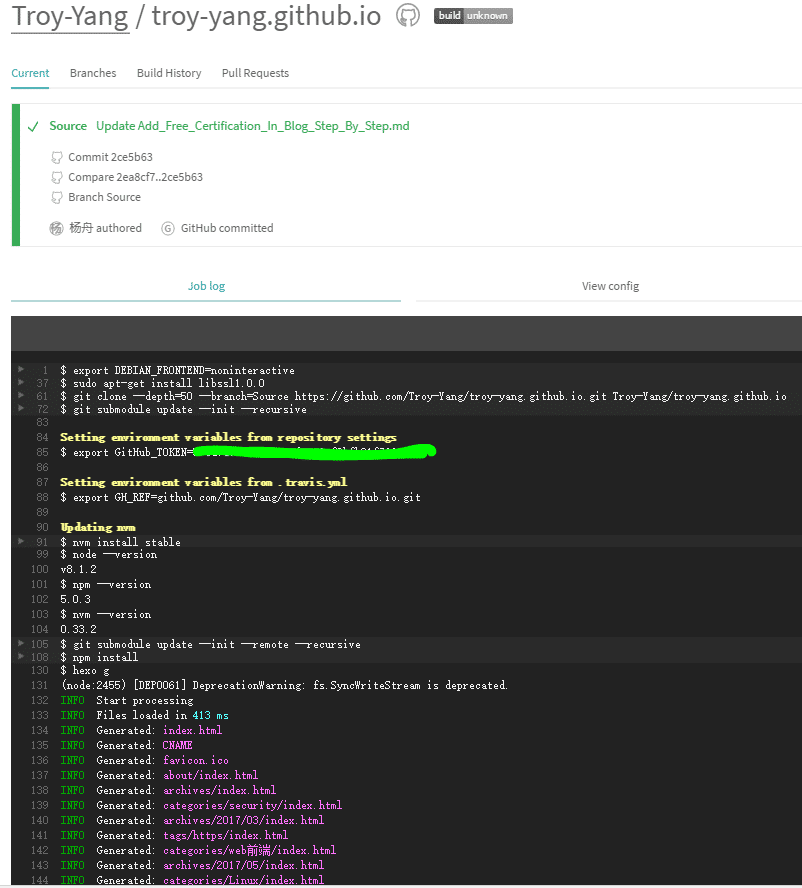 Troy-Yang / troy-yang.github.io build unknown
Current Branches Build History Pull Requests
Source Update Add_Free_Certification_In_Blog_Step_By_Step.md
Commit 2ce5b63
Compare 2ea8cf7..2ce5b63
Branch Source
杨 杨舟 authored G GitHub committed
Job log View config
1 $ export DEBIAN_FRONTEND=noninteractive
37 $ sudo apt-get install libssl1.0.0
61 $ git clone --depth=50 --branch=Source https://github.com/Troy-Yang/troy-yang.github.io.git Troy-Yang/troy-yang.github.io
72 $ git submodule update --init --recursive
83
84 Setting environment variables from repository settings
85 $ export GitHub_TOKEN=
86
87 Setting environment variables from .travis.yml
88 $ export GH_REF=github.com/Troy-Yang/troy-yang.github.io.git
89
90 Updating nvm
91 $ nvm install stable
99 $ node --version
100 v8.1.2
101 $ npm --version
102 5.0.3
103 $ nvm --version
104 0.33.2
105 $ git submodule update --init --remote --recursive
108 $ npm install
130 $ hexo g
131 (node:2455) [DEP0061] DeprecationWarning: fs.SyncWriteStream is deprecated.
132 INFO Start processing
133 INFO Files loaded in 413 ms
134 INFO Generated: index.html
135 INFO Generated: CNAME
136 INFO Generated: favicon.ico
137 INFO Generated: about/index.html
138 INFO Generated: archives/index.html
139 INFO Generated: categories/security/index.html
140 INFO Generated: archives/2017/03/index.html
141 INFO Generated: tags/https/index.html
142 INFO Generated: categories/web前端/index.html
143 INFO Generated: archives/2017/05/index.html
144 INFO Generated: categories/Linux/index.html